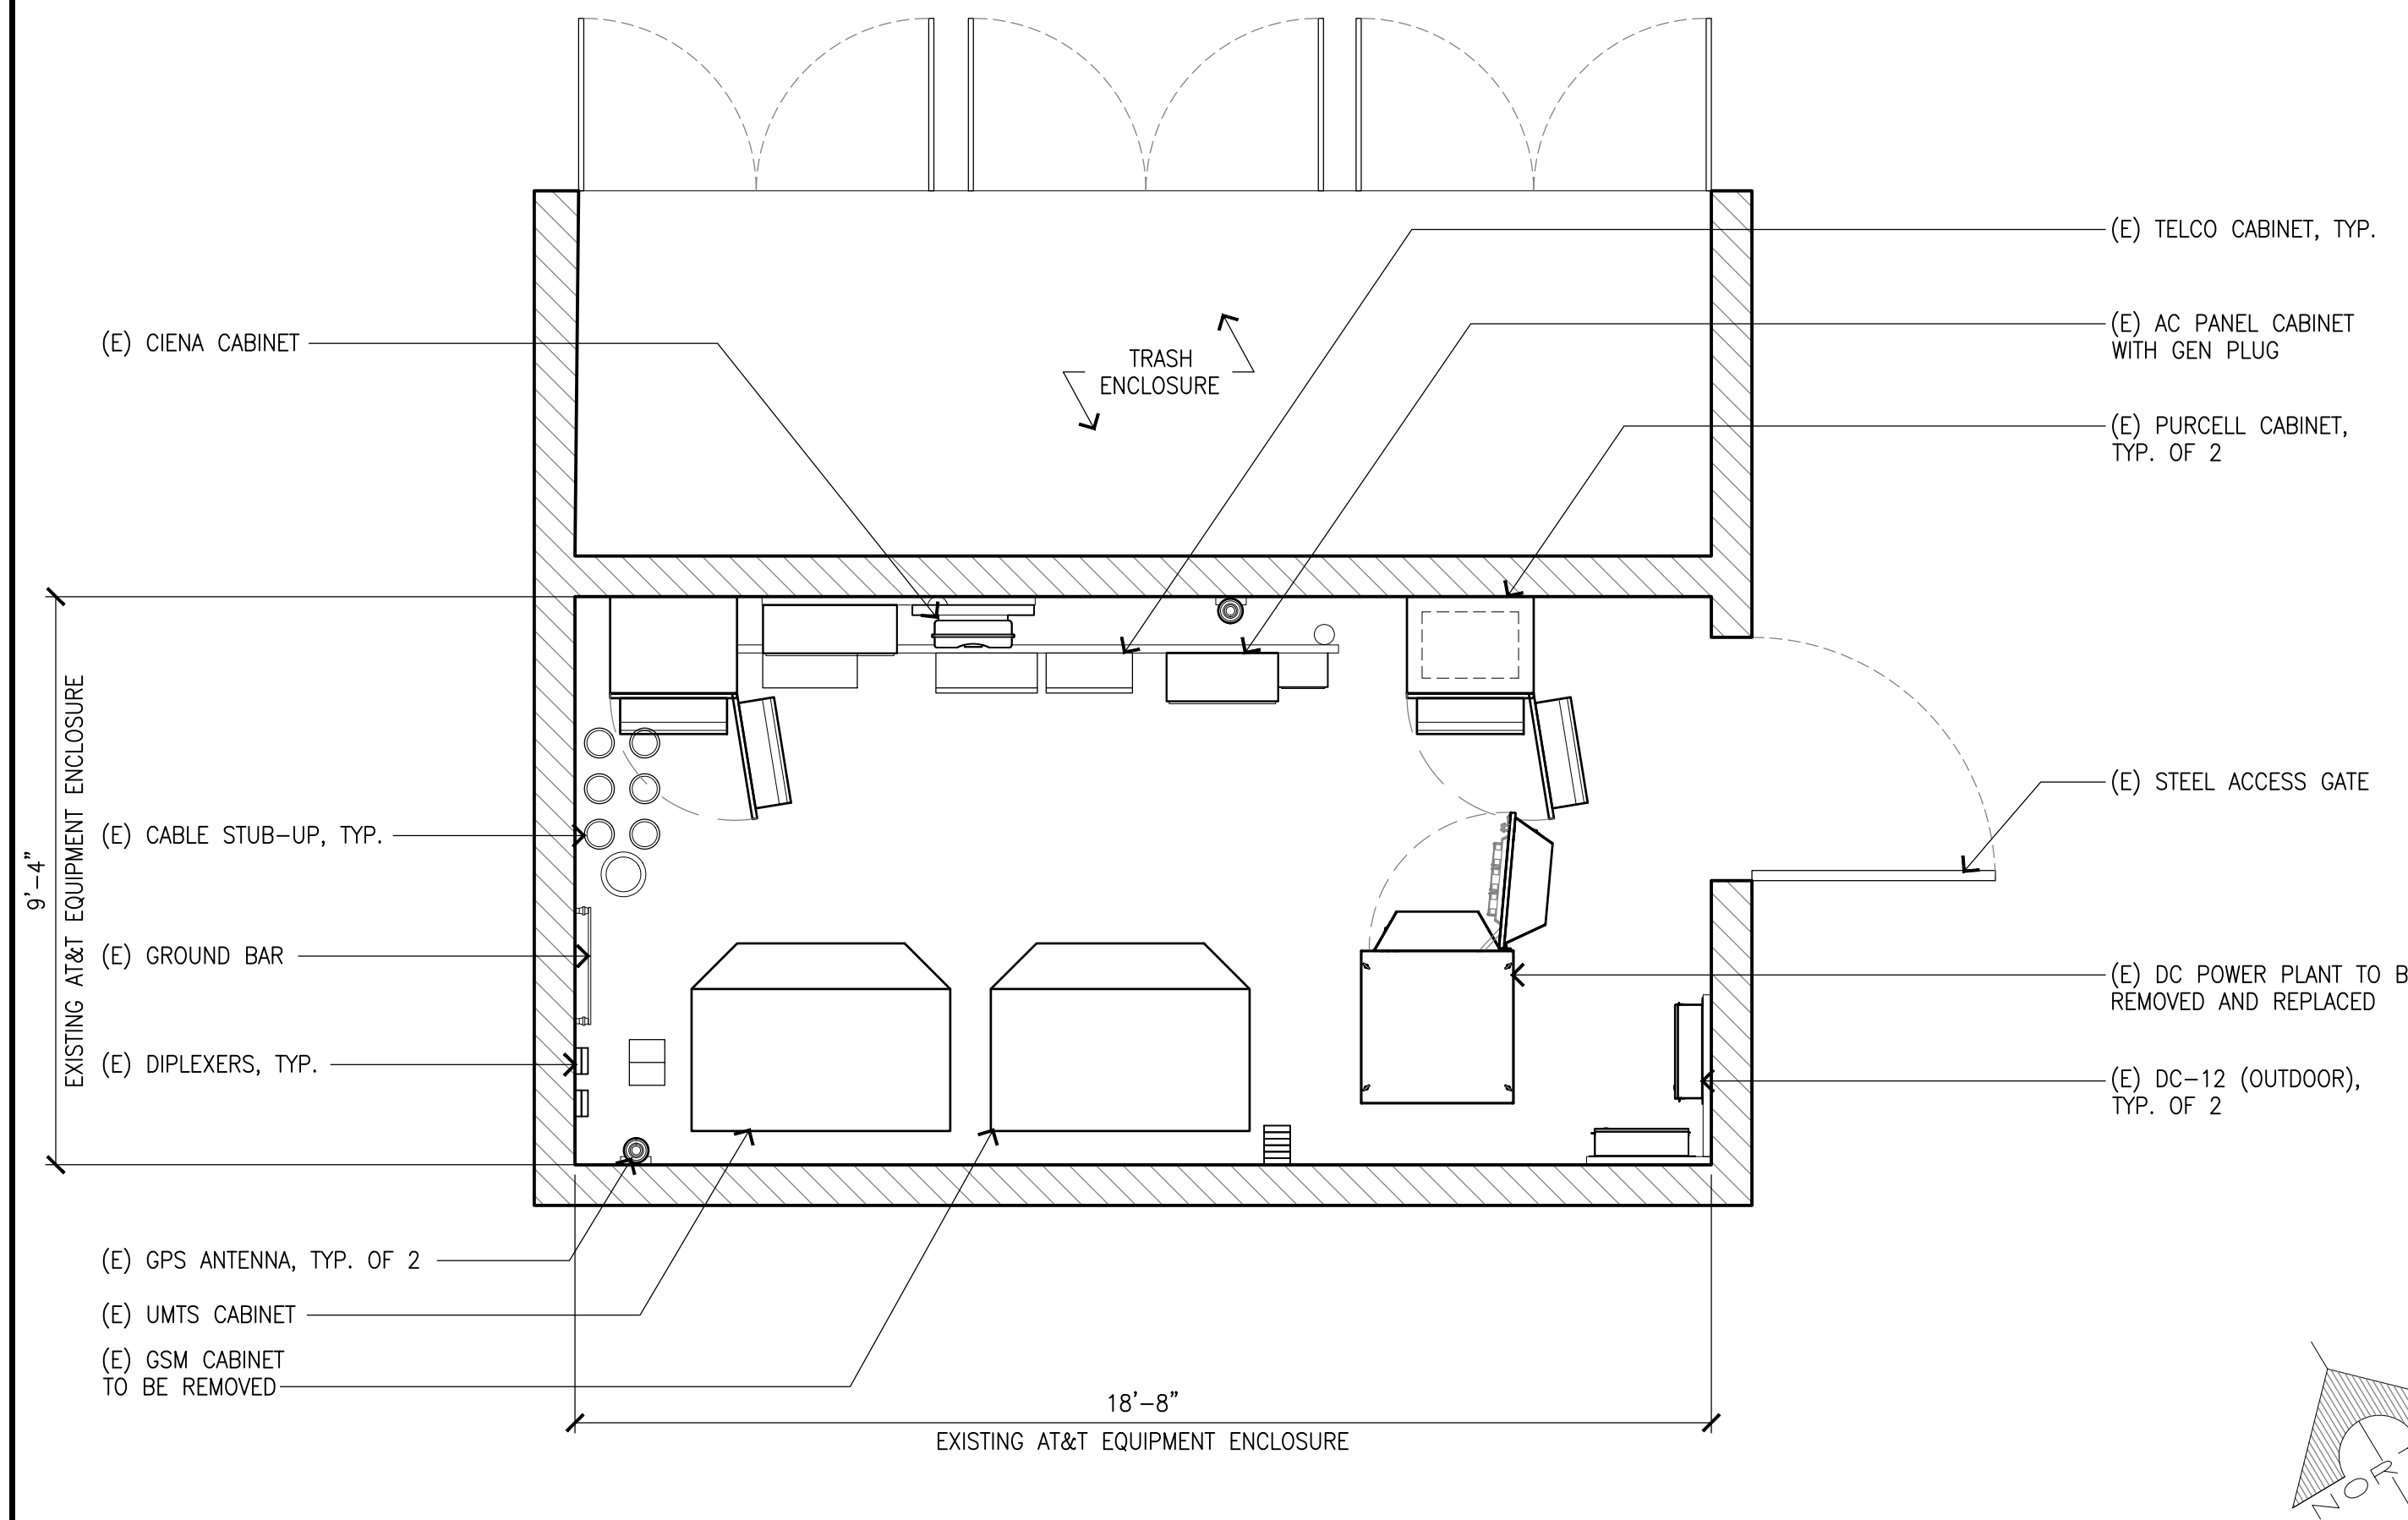 (E) TELCO CABINET, TYP.
(E) AC PANEL CABINET
WITH GEN PLUG
(E) CIENA CABINET
TRASH
ENCLOSURE
(E) PURCELL CABINET,
TYP. OF 2
(E) STEEL ACCESS GATE
9'-4"
EXISTING AT&T EQUIPMENT ENCLOSURE
(E) CABLE STUB-UP, TYP.
(E) GROUND BAR
(E) DC POWER PLANT TO B
REMOVED AND REPLACED
(E) DIPLEXERS, TYP.
(E) DC-12 (OUTDOOR),
TYP. OF 2
(E) GPS ANTENNA, TYP. OF 2
(E) UMTS CABINET
(E) GSM CABINET
TO BE REMOVED
18'-8"
EXISTING AT&T EQUIPMENT ENCLOSURE
NOR